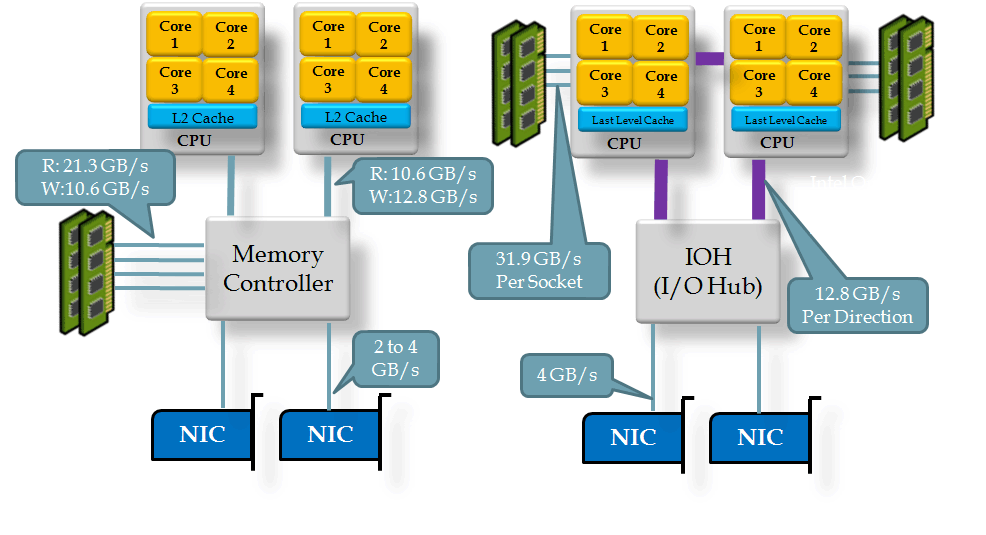 Core
1
Core
2
Core
3
Core
4
L2 Cache
CPU
Core
1
Core
2
Core
3
Core
4
L2 Cache
CPU
R: 21.3 GB/s
W:10.6 GB/s
R: 10.6 GB/s
W:12.8 GB/s
Memory
Controller
2 to 4
GB/s
NIC
NIC
Core
1
Core
2
Core
3
Core
4
Last Level Cache
CPU
Core
1
Core
2
Core
3
Core
4
Last Level Cache
CPU
Intel
31.9 GB/s
Per Socket
IOH
(I/O Hub)
12.8 GB/s
Per Direction
4 GB/s
NIC
NIC